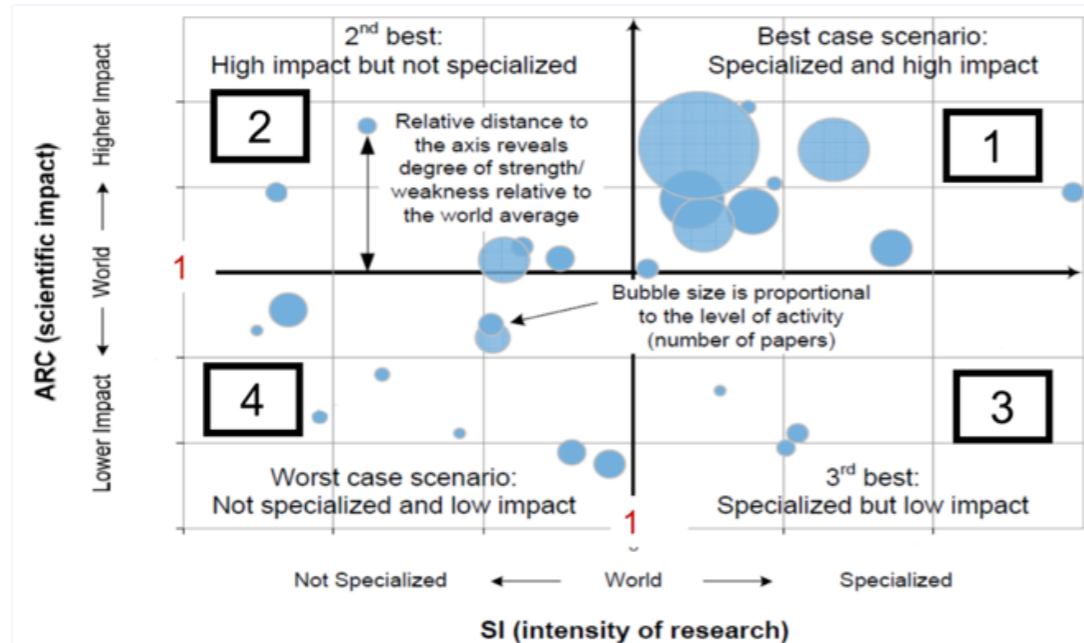 2nd best:
High impact but not specialized
Best case scenario:
Specialized and high impact
2
1
Relative distance to
the axis reveals
degree of strength/
weakness relative to
the world average
ARC (scientific impact)
Higher Impact
World
Lower Impact
1
Bubble size is proportional
to the level of activity
(number of papers)
4
3
Worst case scenario:
Not specialized and low impact
3rd best:
Specialized but low impact
1
Not Specialized
World
Specialized
SI (intensity of research)